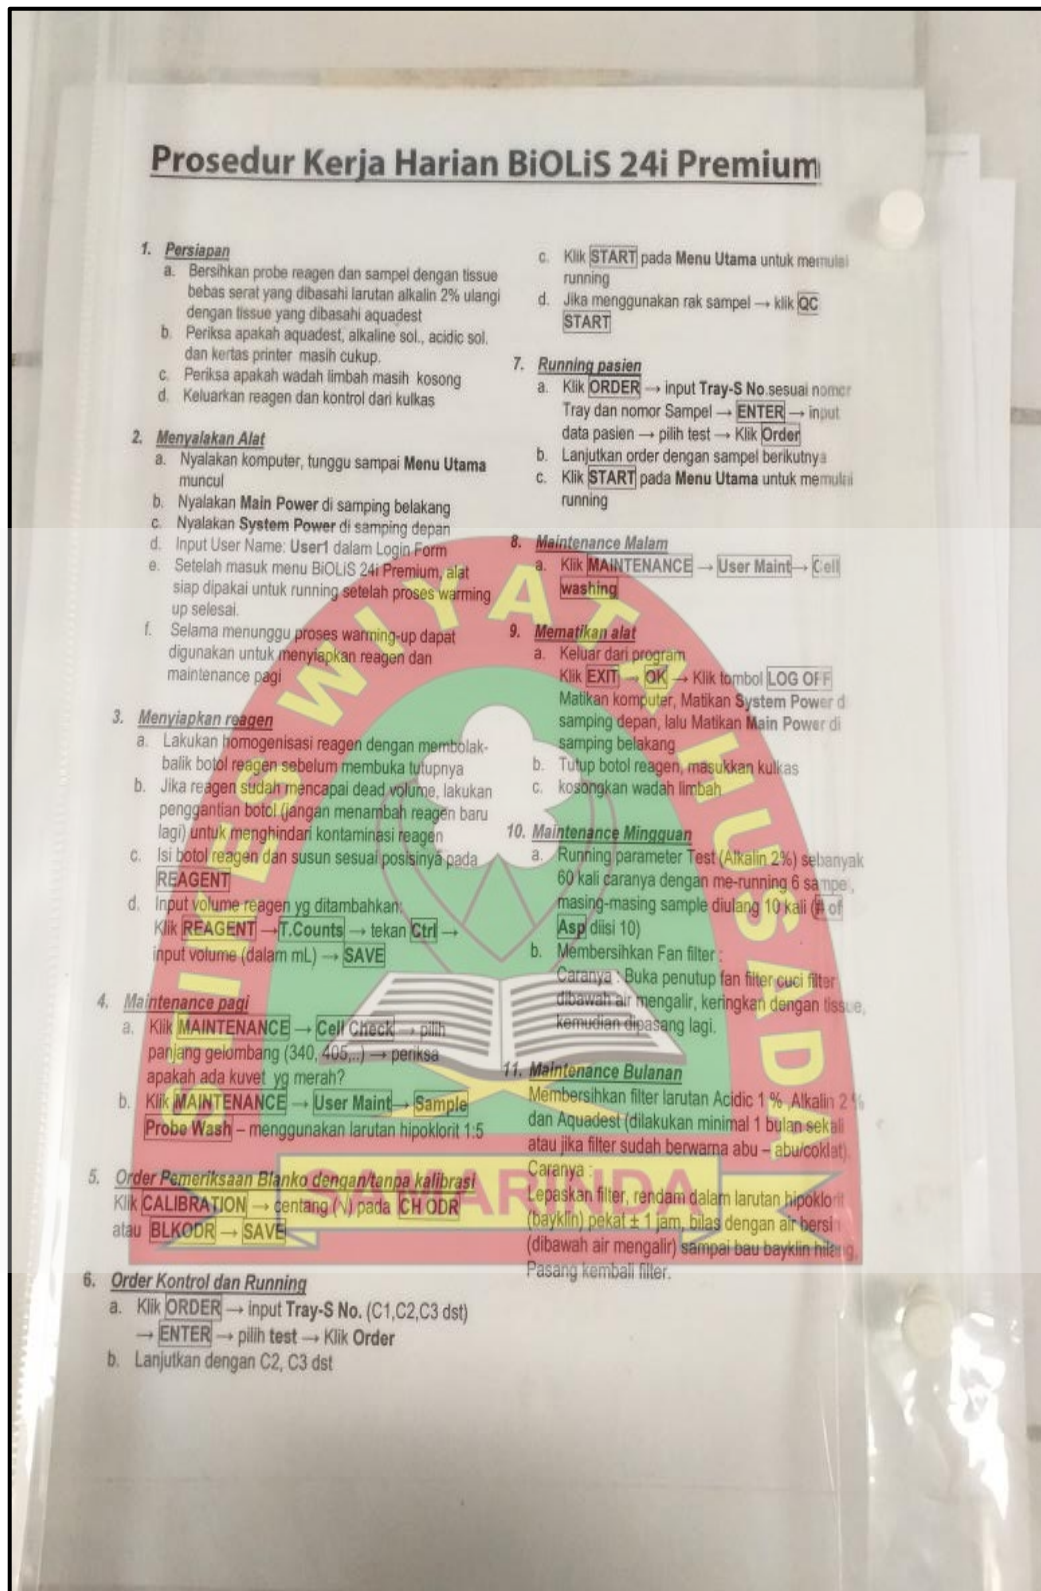 Prosedur Kerja Harian BiOLiS 24i Premium
1. Persiapan
a. Bersihkan probe reagen dan sampel dengan tissue
bebas serat yang dibasahi larutan alkalin 2% ulangi
dengan tissue yang dibasahi aquadest
b. Periksa apakah aquadest, alkaline sol., acidic sol.
dan kertas printer masih cukup.
c. Periksa apakah wadah limbah masih kosong
d. Keluarkan reagen dan kontrol dari kulkas
2. Menyalakan Alat
a. Nyalakan komputer, tunggu sampai Menu Utama
muncul
b. Nyalakan Main Power di samping belakang
c. Nyalakan System Power di samping depan
d. Input User Name: User1 dalam Login Form
e. Setelah masuk menu BiOLiS 24i Premium, alat
siap dipakai untuk running setelah proses warming
up selesai.
f. Selama menunggu proses warming-up dapat
digunakan untuk menyiapkan reagen dan
maintenance pagi
3. Menyiapkan reagen
a. Lakukan homogenisasi reagen dengan membolak-
balik botol reagen sebelum membuka tutupnya
b. Jika reagen sudah mencapai dead volume, lakukan
penggantian botol (jangan menambah reagen baru
lagi) untuk menghindari kontaminasi reagen
c. Isi botol reagen dan susun sesuai posisinya pada
REAGENT
d. Input volume reagen yg ditambahkan:
Klik REAGENT → T.Counts → tekan Ctrl →
input volume (dalam mL) → SAVE
4. Maintenance pagi
a. Klik MAINTENANCE → Cell Check → pilih
panjang gelombang (340, 405,..) → periksa
apakah ada kuvet yg merah?
b. Klik MAINTENANCE → User Maint → Sample
Probe Wash – menggunakan larutan hipoklorit 1:5
5. Order Pemeriksaan Blanko dengan/tanpa kalibrasi
Klik CALIBRATION → centang (√) pada CH ODR
atau BLKODR → SAVE
6. Order Kontrol dan Running
a. Klik ORDER → input Tray-S No. (C1,C2,C3 dst)
→ ENTER → pilih test → Klik Order
b. Lanjutkan dengan C2, C3 dst
c. Klik START pada Menu Utama untuk memulai
running
d. Jika menggunakan rak sampel → klik QC
START
7. Running pasien
a. Klik ORDER → input Tray-S No.sesuai nomor
Tray dan nomor Sampel → ENTER → input
data pasien → pilih test → Klik Order
b. Lanjutkan order dengan sampel berikutnya
c. Klik START pada Menu Utama untuk memulai
running
8. Maintenance Malam
a. Klik MAINTENANCE → User Maint → Cell
washing
9. Mematikan alat
a. Keluar dari program
Klik EXIT → OK → Klik tombol LOG OFF
Matikan komputer, Matikan System Power d
samping depan, lalu Matikan Main Power di
samping belakang
b. Tutup botol reagen, masukkan kulkas
c. kosongkan wadah limbah
10. Maintenance Mingguan
a. Running parameter Test (Alkalin 2%) sebanyak
60 kali caranya dengan me-running 6 sampel,
masing-masing sample diulang 10 kali (# of
Asp diisi 10)
b. Membersihkan Fan filter :
Caranya : Buka penutup fan filter cuci filter
dibawah air mengalir, keringkan dengan tissue,
kemudian dipasang lagi.
11. Maintenance Bulanan
Membersihkan filter larutan Acidic 1 % ,Alkalin 2 %
dan Aquadest (dilakukan minimal 1 bulan sekali
atau jika filter sudah berwarna abu – abu/coklat).
Caranya :
Lepaskan filter, rendam dalam larutan hipoklorit
(bayklin) pekat ± 1 jam, bilas dengan air bersih
(dibawah air mengalir) sampai bau bayklin hilang.
Pasang kembali filter.
STIKES WIYATA HUSADA
SAMARINDA